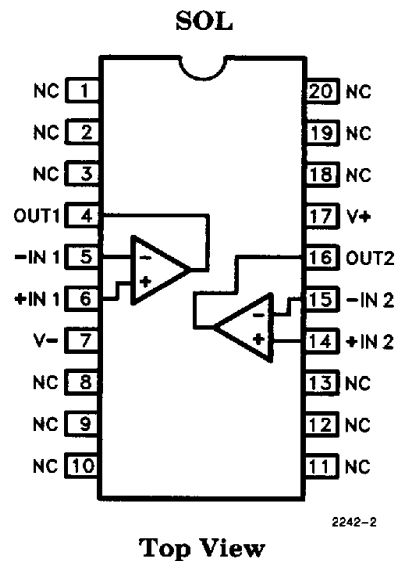 SOL
NC 1 20 NC
NC 2 19 NC
NC 3 18 NC
OUT1 4 17 V+
-IN 1 5 - 16 OUT2
+IN 1 6 + - 15 -IN 2
V- 7 + 14 +IN 2
NC 8 13 NC
NC 9 12 NC
NC 10 11 NC
2242-2
Top View